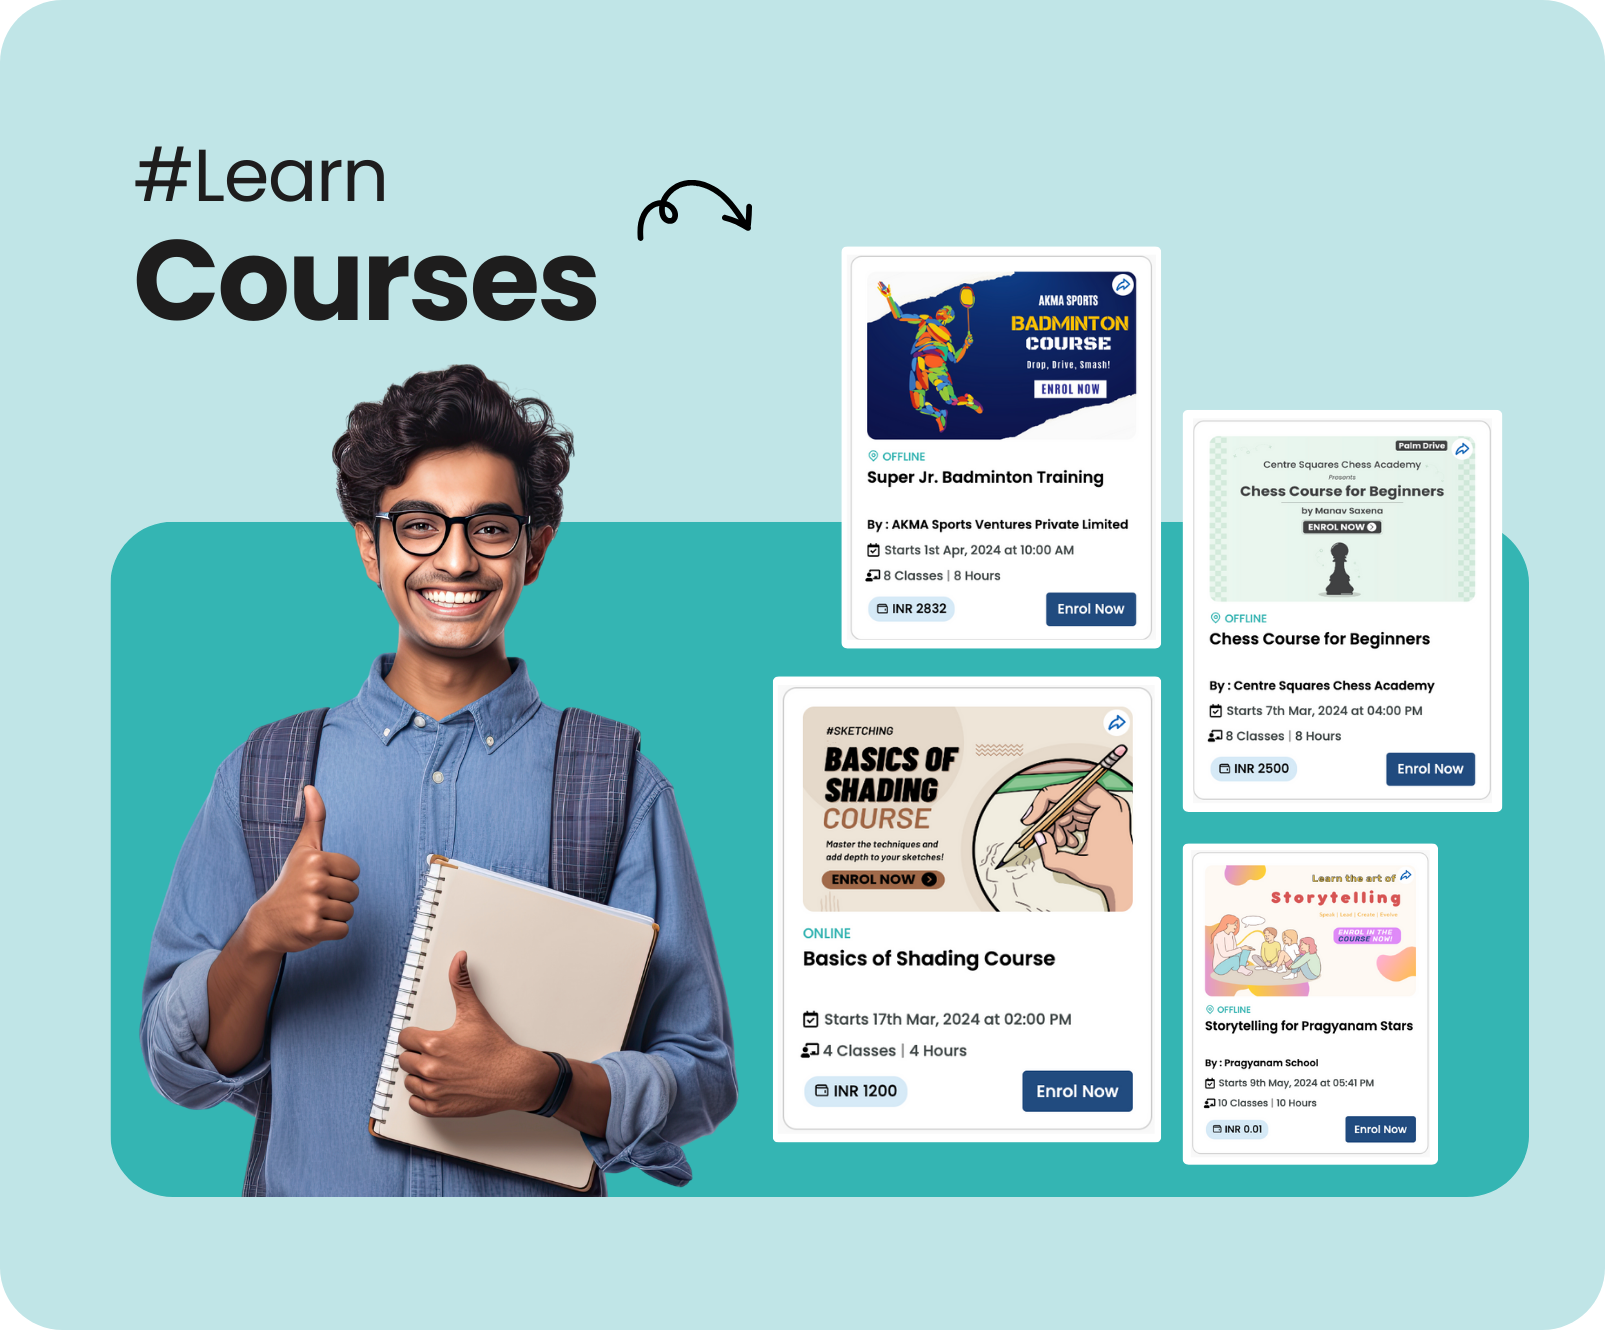 #Learn
Courses
AKMA SPORTS
BADMINTON
COURSE
Drop, Drive, Smash!
ENROL NOW
OFFLINE
Super Jr. Badminton Training
By : AKMA Sports Ventures Private Limited
Starts 1st Apr, 2024 at 10:00 AM
8 Classes | 8 Hours
INR 2832
Enrol Now
Palm Drive
Centre Squares Chess Academy
Presents
Chess Course for Beginners
by Manav Saxena
ENROL NOW
OFFLINE
Chess Course for Beginners
By : Centre Squares Chess Academy
Starts 7th Mar, 2024 at 04:00 PM
8 Classes | 8 Hours
INR 2500
Enrol Now
#SKETCHING
BASICS OF
SHADING
COURSE
Master the techniques and
add depth to your sketches!
ENROL NOW
ONLINE
Basics of Shading Course
Starts 17th Mar, 2024 at 02:00 PM
4 Classes | 4 Hours
INR 1200
Enrol Now
Learn the art of
Storytelling
Speak | Lead | Create | Evolve
ENROL IN THE
COURSE NOW!
OFFLINE
Storytelling for Pragyanam Stars
By : Pragyanam School
Starts 9th May, 2024 at 05:41 PM
10 Classes | 10 Hours
INR 0.01
Enrol Now